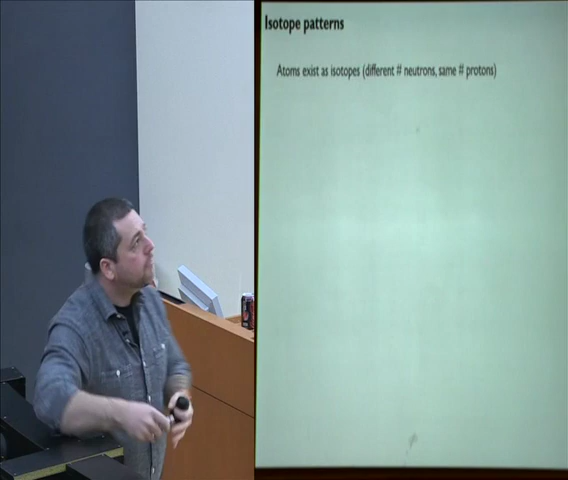 Isotope patterns
Atoms exist as isotopes (different # neutrons, same # protons)